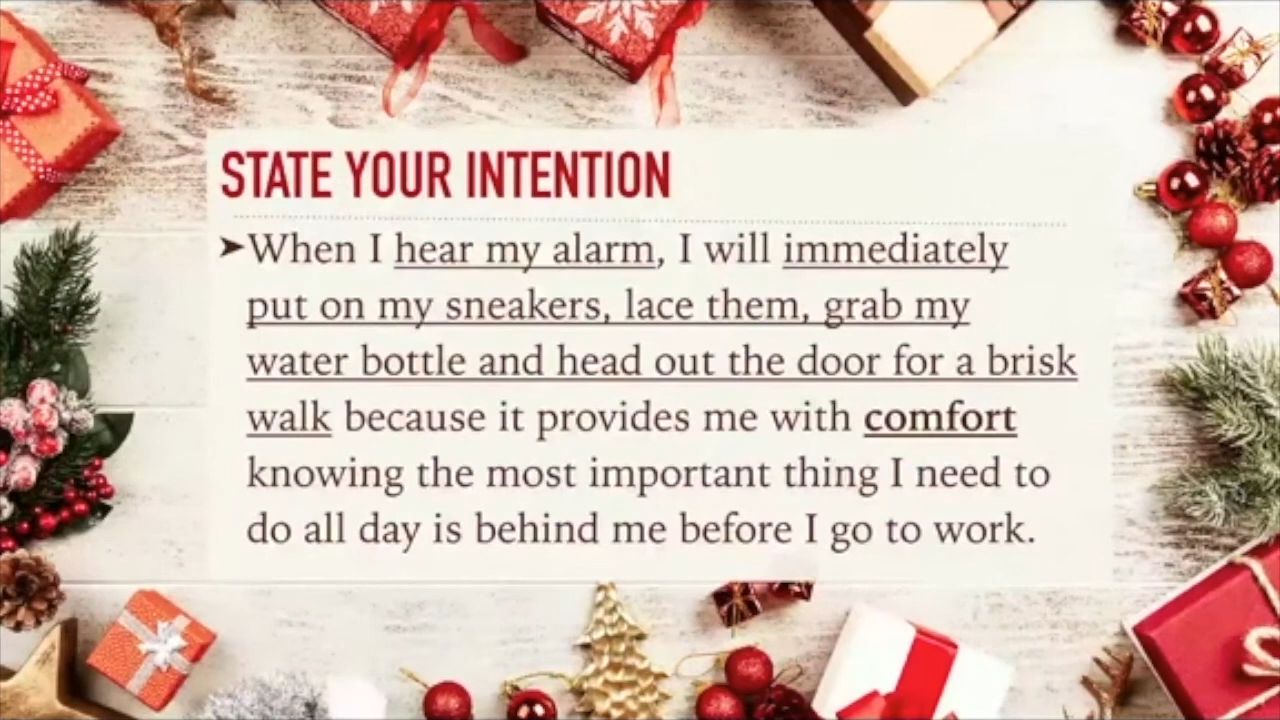 STATE YOUR INTENTION
➤When I hear my alarm, I will immediately
put on my sneakers, lace them, grab my
water bottle and head out the door for a brisk
walk because it provides me with comfort
knowing the most important thing I need to
do all day is behind me before I go to work.